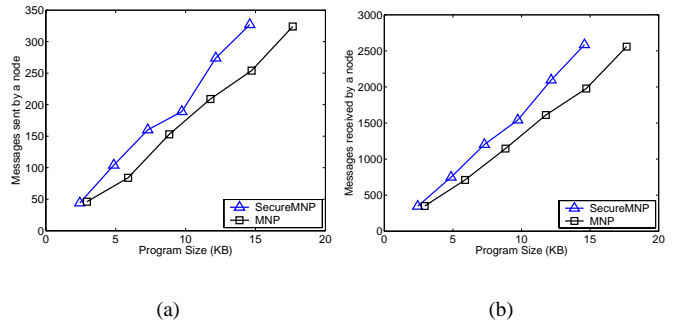 350
300
250
200
150
100
50
0
Messages sent by a node
0 5 10 15 20
Program Size (KB)
SecureMNP
MNP
(a)
3000
2500
2000
1500
1000
500
0
Messages received by a node
0 5 10 15 20
Program Size (KB)
SecureMNP
MNP
(b)